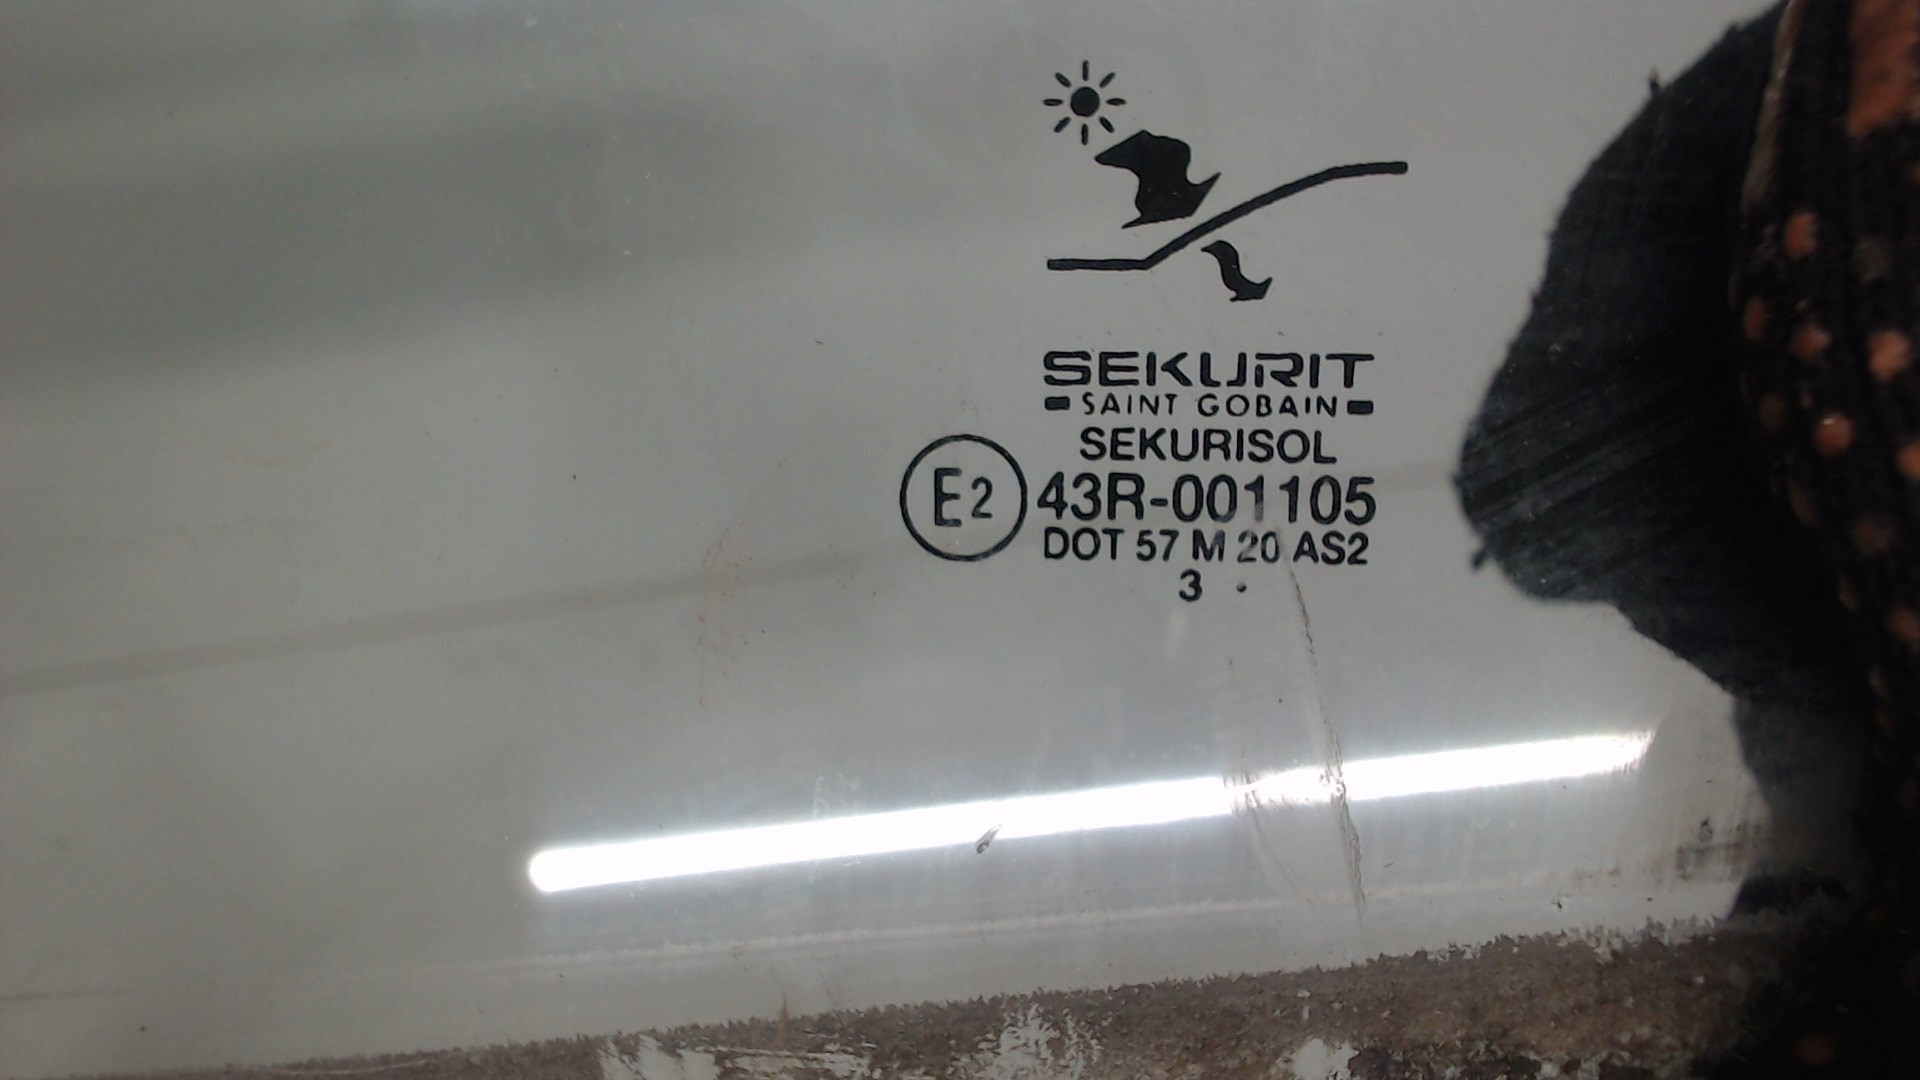 SEKURIT
SAINT GOBAIN
SEKURISOL
E2 43R-001105
DOT 57 M 20 AS2
3 .